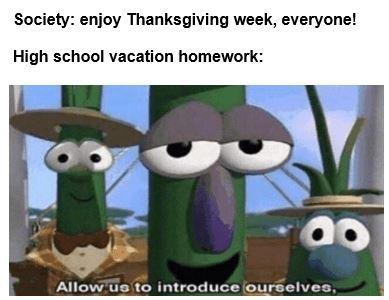 Society: enjoy Thanksgiving week, everyone!
High school vacation homework:
Allow us to introduce ourselves,